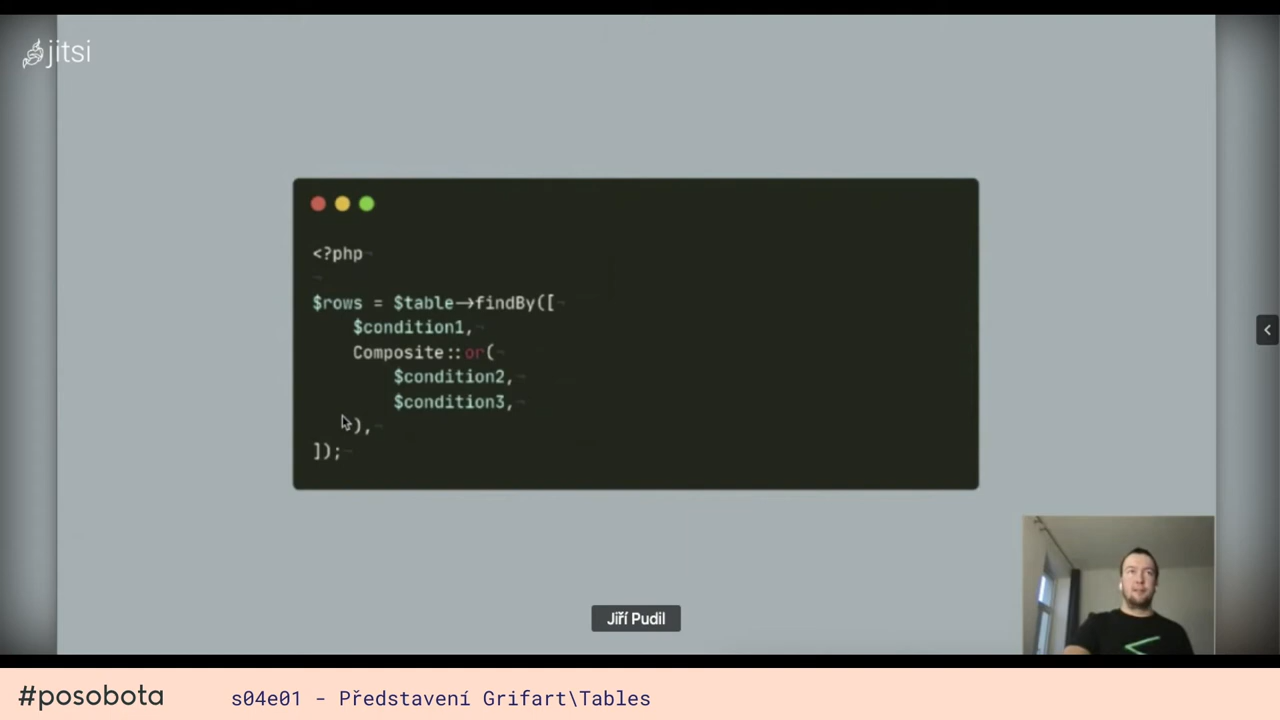 jitsi
<?php
$rows = $table->findBy([
$condition1,
Composite::or(
$condition2,
$condition3,
),
]);
Jiří Pudil
#posobota
s04e01 - Představení Grifart\Tables